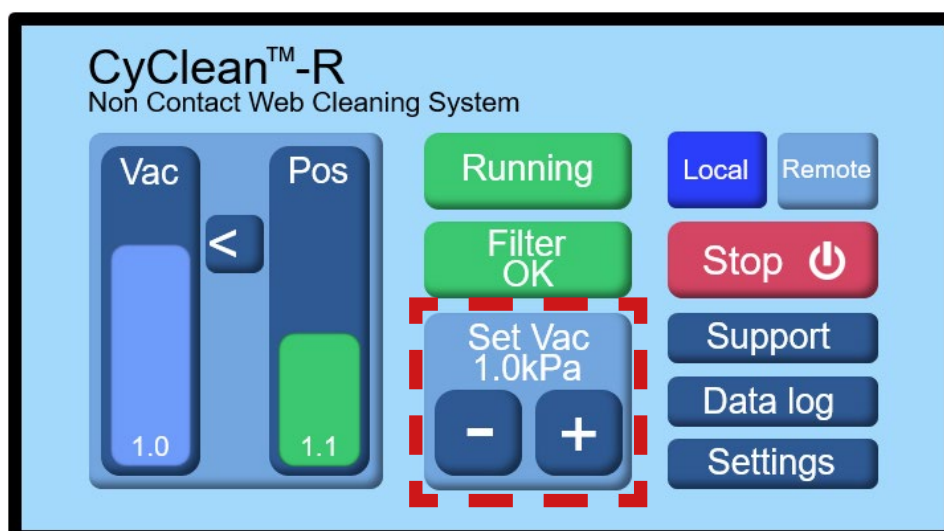 CyClean™-R
Non Contact Web Cleaning System
Vac
Pos
<
1.0
1.1
Running
Filter
OK
Set Vac
1.0kPa
- +
Local
Remote
Stop
Support
Data log
Settings